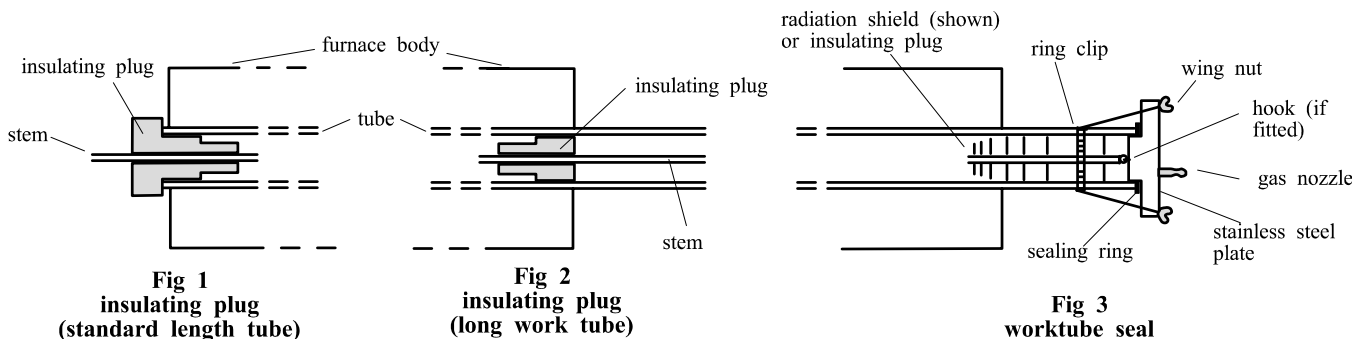 insulating plug
stem
furnace body
tube
insulating plug
stem
radiation shield (shown)
or insulating plug
ring clip
wing nut
hook (if
fitted)
gas nozzle
stainless steel
plate
sealing ring
Fig 1
insulating plug
(standard length tube)
Fig 2
insulating plug
(long work tube)
Fig 3
worktube seal